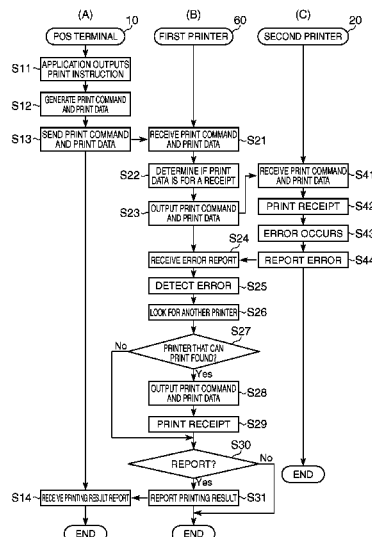 (A)
(B)
(C)
10
60
20
POS TERMINAL
FIRST PRINTER
SECOND PRINTER
S11
APPLICATION OUTPUTS
PRINT INSTRUCTION
S12
GENERATE PRINT COMMAND
AND PRINT DATA
S13
SEND PRINT COMMAND
AND PRINT DATA
RECEIVE PRINT COMMAND
AND PRINT DATA
S21
S22
DETERMINE IF PRINT
DATA IS FOR A RECEIPT
S23
OUTPUT PRINT COMMAND
AND PRINT DATA
RECEIVE PRINT COMMAND
AND PRINT DATA
S41
PRINT RECEIPT
S42
ERROR OCCURS
S43
REPORT ERROR
S44
S24
RECEIVE ERROR REPORT
S25
DETECT ERROR
S26
LOOK FOR ANOTHER PRINTER
S27
No
PRINTER THAT CAN
PRINT FOUND?
Yes
OUTPUT PRINT COMMAND
AND PRINT DATA
S28
PRINT RECEIPT
S29
S30
REPORT?
No
Yes
END
S14
RECEIVE PRINTING RESULT REPORT
REPORT PRINTING RESULT
S31
END
END